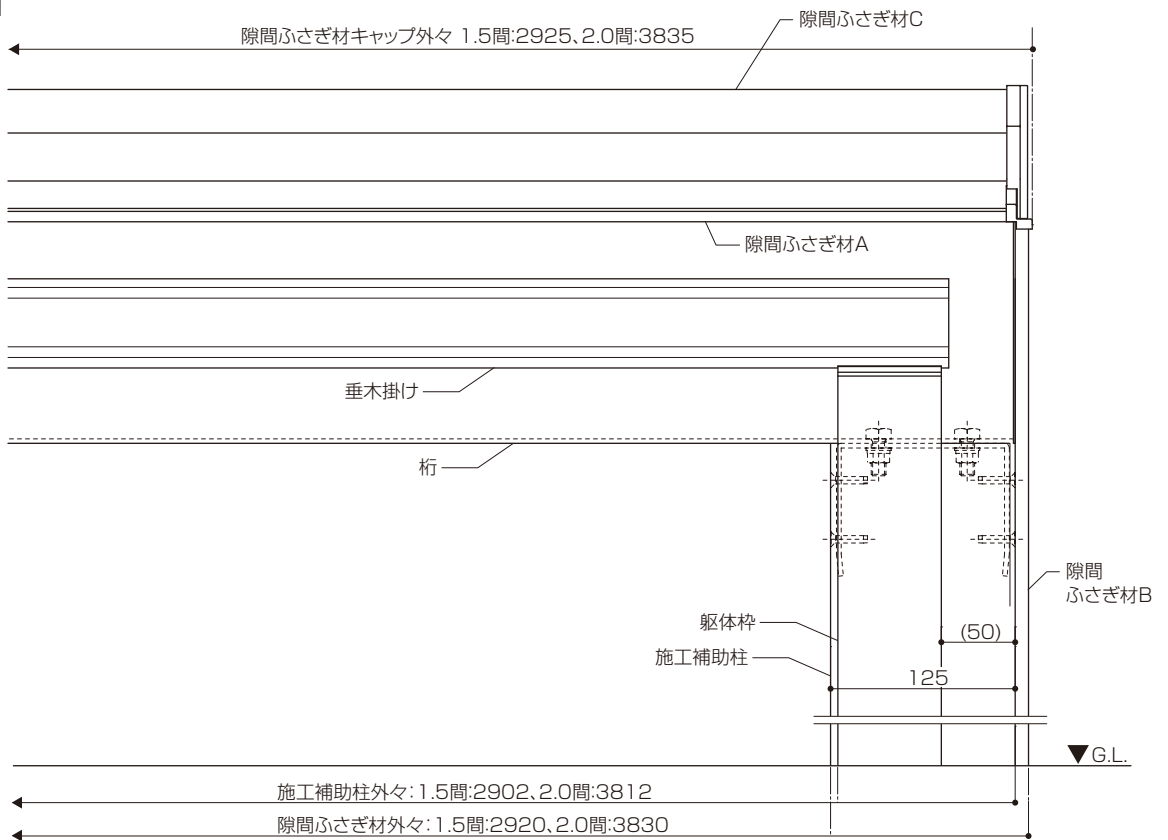 隙間ふさぎ材C
隙間ふさぎ材キャップ外々 1.5間:2925、2.0間:3835
隙間ふさぎ材A
垂木掛け
桁
隙間
ふさぎ材B
躯体枠
(50)
施工補助柱
125
G.L.
施工補助柱外々:1.5間:2902、2.0間:3812
隙間ふさぎ材外々:1.5間:2920、2.0間:3830